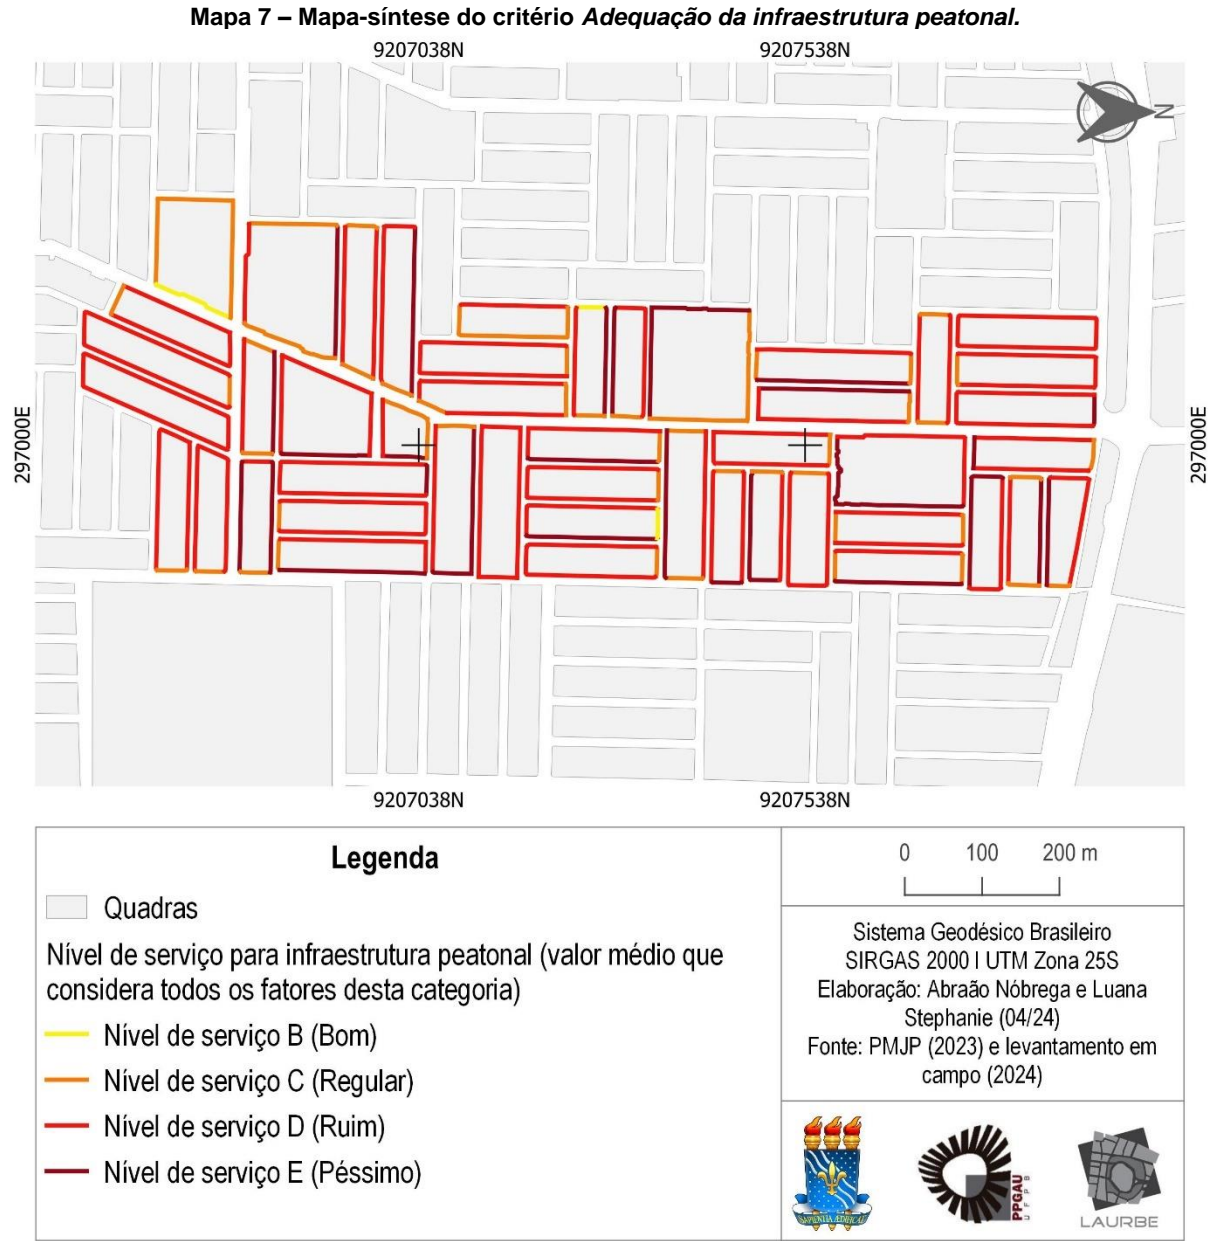 Mapa 7 – Mapa-síntese do critério Adequação da infraestrutura peatonal.
9207038N 9207538N
N
297000E 297000E
9207038N 9207538N
Legenda
Quadras
Nível de serviço para infraestrutura peatonal (valor médio que
considera todos os fatores desta categoria)
Nível de serviço B (Bom)
Nível de serviço C (Regular)
Nível de serviço D (Ruim)
Nível de serviço E (Péssimo)
0 100 200 m
Sistema Geodésico Brasileiro
SIRGAS 2000 I UTM Zona 25S
Elaboração: Abraão Nóbrega e Luana
Stephanie (04/24)
Fonte: PMJP (2023) e levantamento em
campo (2024)
SAPIENTIA ÆDIFICAT
PPGAU
UFPB
LAURBE